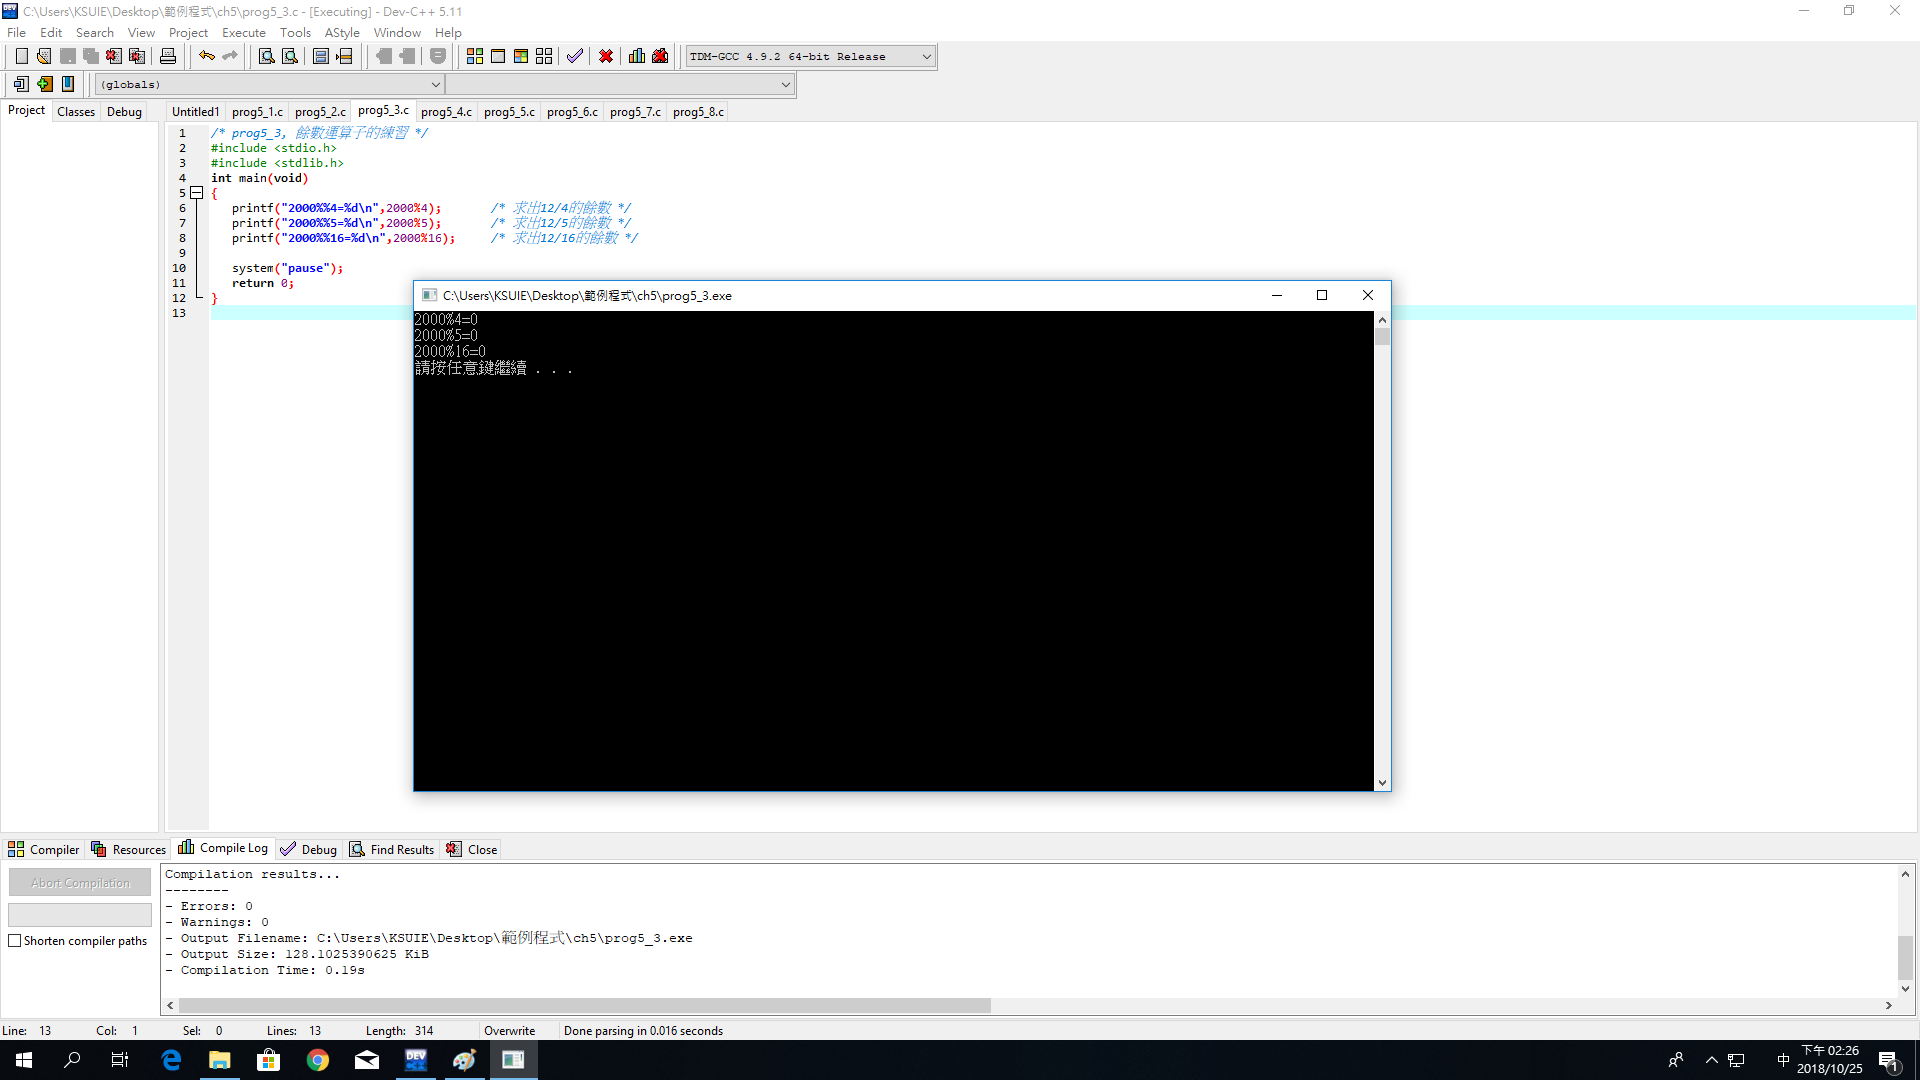 C:\Users\KSUIE\Desktop\範例程式\ch5\prog5_3.c - [Executing] - Dev-C++ 5.11
File Edit Search View Project Execute Tools AStyle Window Help
TDM-GCC 4.9.2 64-bit Release
(globals)
Project Classes Debug
Untitled1 prog5_1.c prog5_2.c prog5_3.c prog5_4.c prog5_5.c prog5_6.c prog5_7.c prog5_8.c
1 /* prog5_3, 餘數運算子的練習 */
2 #include <stdio.h>
3 #include <stdlib.h>
4 int main(void)
5 {
6 printf("2000%%4=%d\n",2000%4); /* 求出12/4的餘數 */
7 printf("2000%%5=%d\n",2000%5); /* 求出12/5的餘數 */
8 printf("2000%%16=%d\n",2000%16); /* 求出12/16的餘數 */
9
10 system("pause");
11 return 0;
12 }
13
C:\Users\KSUIE\Desktop\範例程式\ch5\prog5_3.exe
2000%4=0
2000%5=0
2000%16=0
請按任意鍵繼續 . . .
Compiler Resources Compile Log Debug Find Results Close
Abort Compilation
Shorten compiler paths
Compilation results...
--------
- Errors: 0
- Warnings: 0
- Output Filename: C:\Users\KSUIE\Desktop\範例程式\ch5\prog5_3.exe
- Output Size: 128.1025390625 KiB
- Compilation Time: 0.19s
Line: 13 Col: 1 Sel: 0 Lines: 13 Length: 314 Overwrite Done parsing in 0.016 seconds
DEV
中
下午 02:26
2018/10/25
1